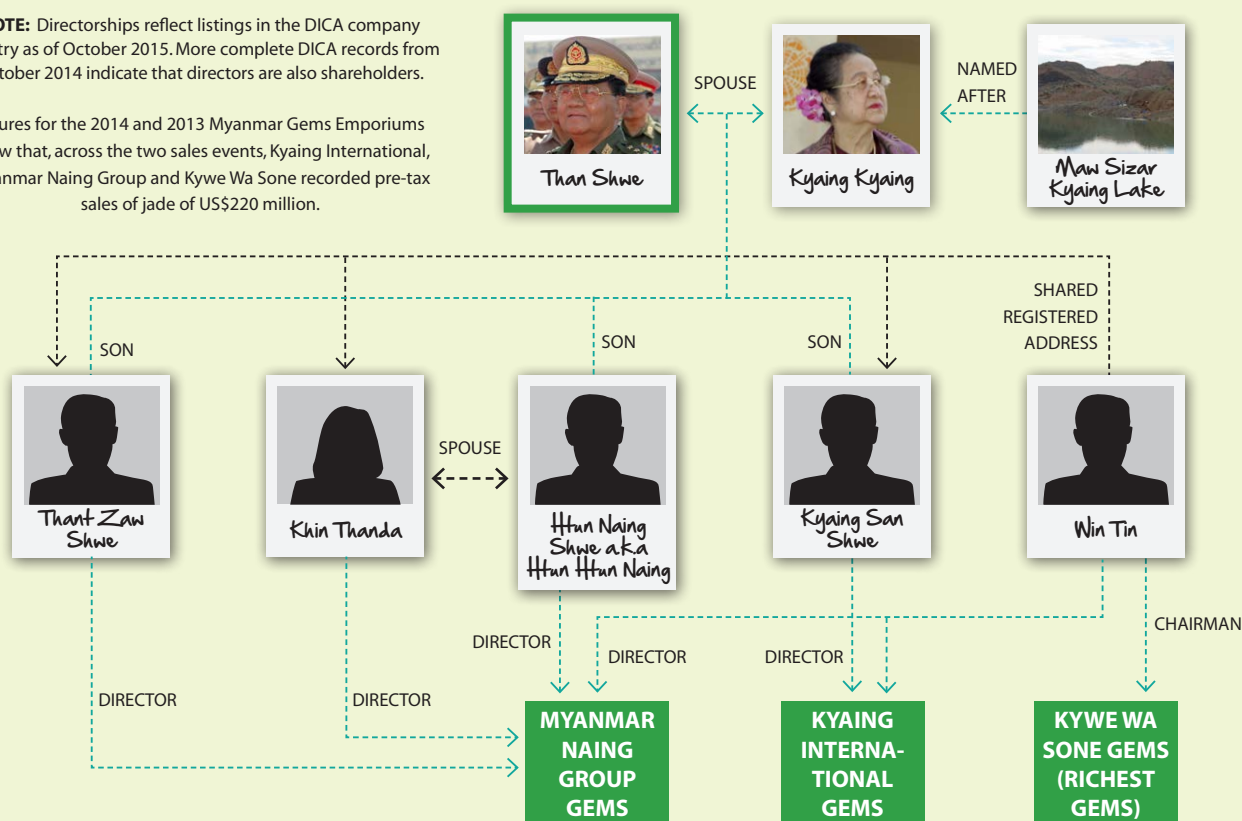 OTE: Directorships reflect listings in the DICA company
try as of October 2015. More complete DICA records from
tober 2014 indicate that directors are also shareholders.
ures for the 2014 and 2013 Myanmar Gems Emporiums
w that, across the two sales events, Kyaing International,
anmar Naing Group and Kywe Wa Sone recorded pre-tax
sales of jade of US$220 million.
Than Shwe
SPOUSE
Kyaing Kyaing
NAMED
AFTER
Maw Sizar
Kyaing Lake
SHARED
REGISTERED
ADDRESS
SON
SON
SON
Thant Zaw
Shwe
Khin Thanda
SPOUSE
Htun Naing
Shwe a.k.a
Htun Htun Naing
Kyaing San
Shwe
Win Tin
CHAIRMAN
DIRECTOR
DIRECTOR
DIRECTOR
DIRECTOR
DIRECTOR
MYANMAR
NAING
GROUP
GEMS
KYAING
INTERNA-
TIONAL
GEMS
KYWE WA
SONE GEMS
(RICHEST
GEMS)